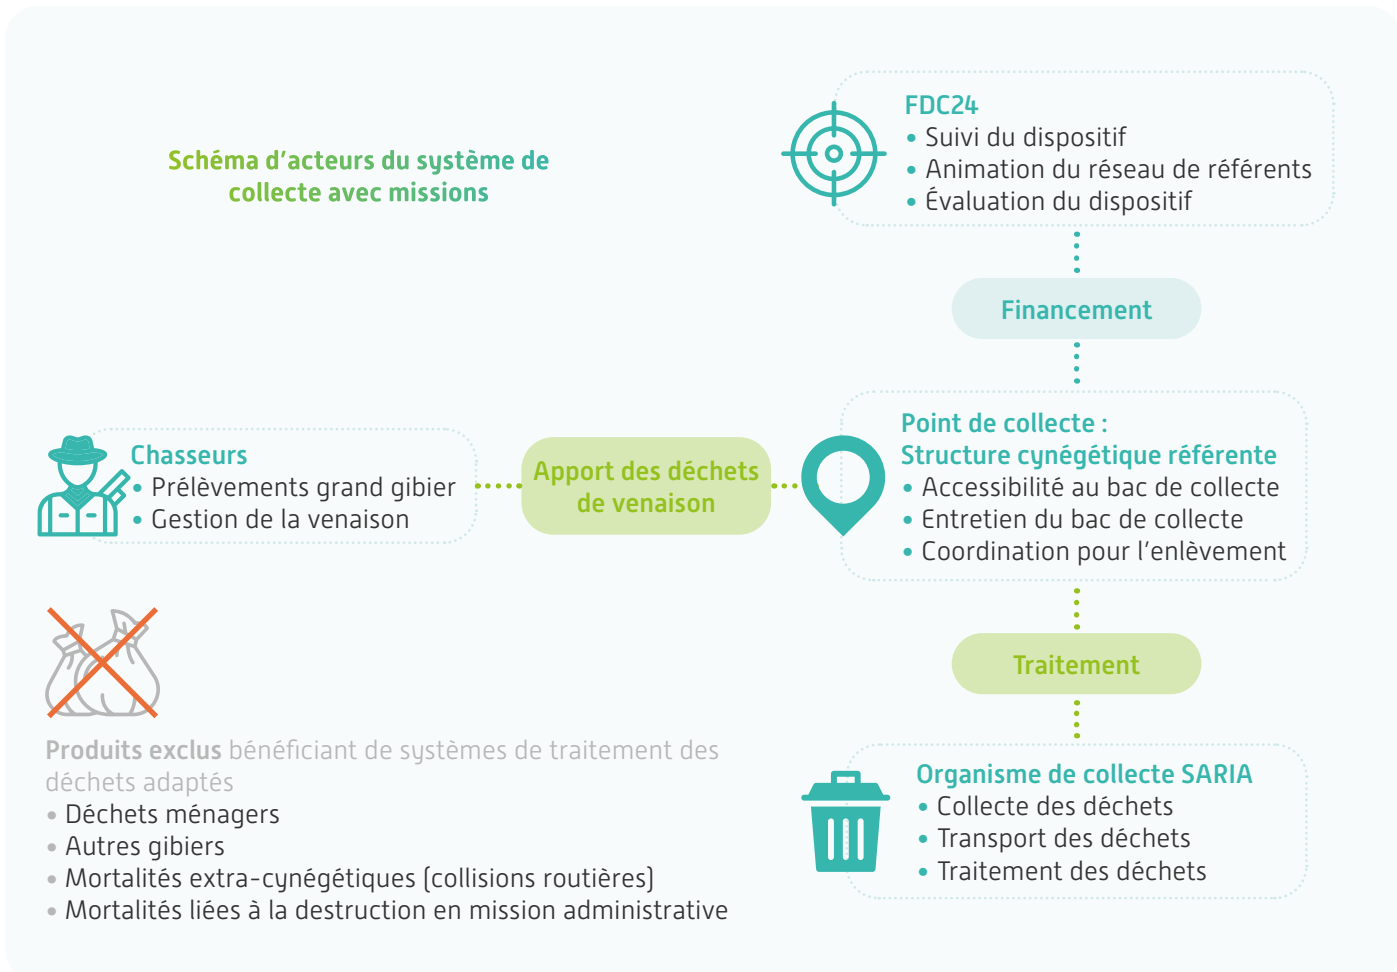 Schéma d'acteurs du système de
collecte avec missions
FDC24
• Suivi du dispositif
• Animation du réseau de référents
• Évaluation du dispositif
Financement
Chasseurs
• Prélèvements grand gibier
• Gestion de la venaison
Apport des déchets
de venaison
Point de collecte :
Structure cynégétique référente
• Accessibilité au bac de collecte
• Entretien du bac de collecte
• Coordination pour l'enlèvement
Traitement
Organisme de collecte SARIA
• Collecte des déchets
• Transport des déchets
• Traitement des déchets
Produits exclus bénéficiant de systèmes de traitement des
déchets adaptés
• Déchets ménagers
• Autres gibiers
• Mortalités extra-cynégétiques (collisions routières)
• Mortalités liées à la destruction en mission administrative